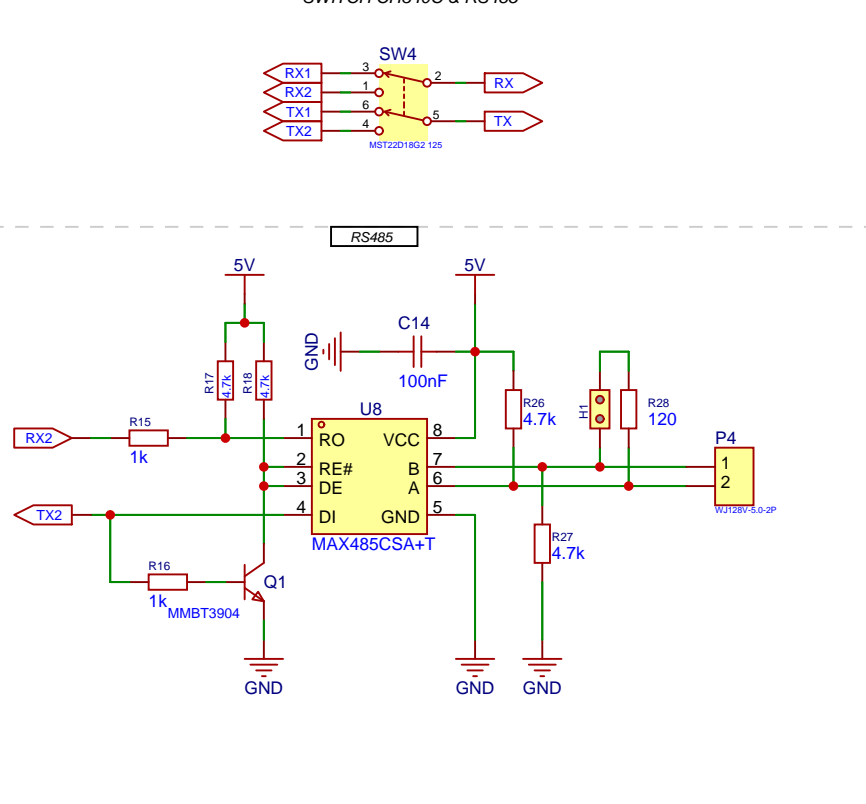 SW4
RX1
3
RX2
1
2
RX
TX1
6
TX2
4
5
TX
MST22D18G2 125
RS485
5V
5V
GND
C14
100nF
R17
4.7k
R18
4.7k
U8
R26
4.7k
H1
R28
120
RX2
R15
1k
1
RO
VCC
8
2
RE#
B
7
3
DE
A
6
4
DI
GND
5
MAX485CSA+T
P4
1
2
WJ128V-5.0-2P
TX2
R16
1k
MMBT3904
Q1
R27
4.7k
GND
GND
GND